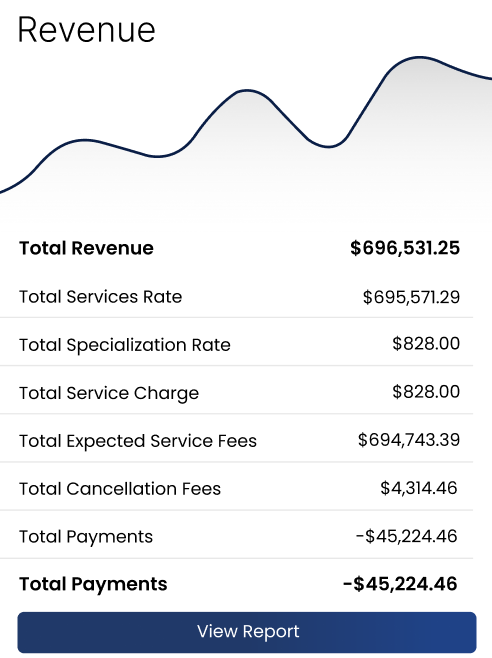 Revenue
Total Revenue $696,531.25
Total Services Rate $695,571.29
Total Specialization Rate $828.00
Total Service Charge $828.00
Total Expected Service Fees $694,743.39
Total Cancellation Fees $4,314.46
Total Payments -$45,224.46
Total Payments -$45,224.46
View Report